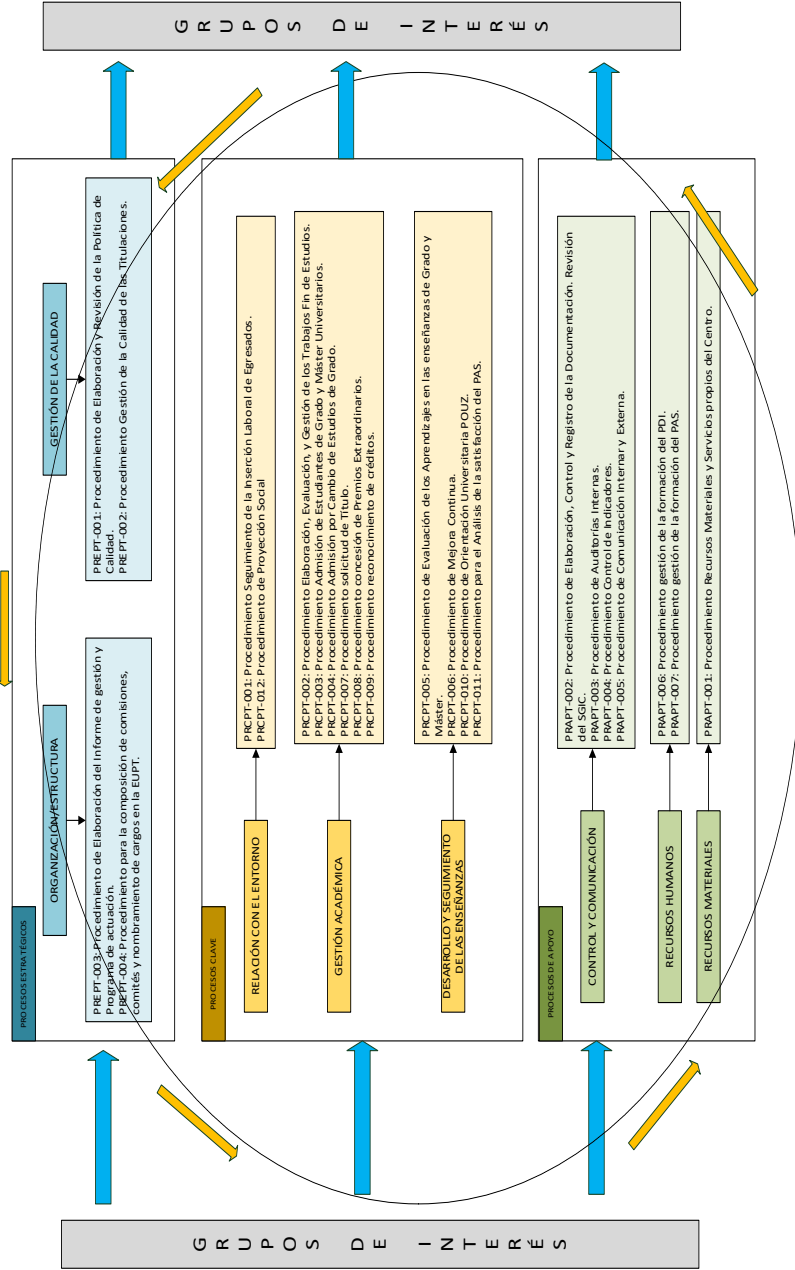 GRUPOS DE INTERÉS
PROCESOS ESTRATÉGICOS
ORGANIZACIÓN/ESTRUCTURA
PREPT-003: Procedimiento de Elaboración del Informe de gestión y
Programa de actuación.
PREPT-004: Procedimiento para la composición de comisiones,
comités y nombramiento de cargos en la EUPT.
GESTIÓN DE LA CALIDAD
PREPT-001: Procedimiento de Elaboración y Revisión de la Política de
Calidad.
PREPT-002: Procedimiento Gestión de la Calidad de las Titulaciones.
PROCESOS CLAVE
RELACIÓN CON EL ENTORNO
PRCPT-001: Procedimiento Seguimiento de la Inserción Laboral de Egresados.
PRCPT-012: Procedimiento de Proyección Social
GESTIÓN ACADÉMICA
PRCPT-002: Procedimiento Elaboración, Evaluación, y Gestión de los Trabajos Fin de Estudios.
PRCPT-003: Procedimiento Admisión de Estudiantes de Grado y Máster Universitarios.
PRCPT-004: Procedimiento Admisión por Cambio de Estudios de Grado.
PRCPT-007: Procedimiento solicitud de Título.
PRCPT-008: Procedimiento concesión de Premios Extraordinarios.
PRCPT-009: Procedimiento reconocimiento de créditos.
DESARROLLO Y SEGUIMIENTO
DE LAS ENSEÑANZAS
PRCPT-005: Procedimiento de Evaluación de los Aprendizajes en las enseñanzas de Grado y
Máster.
PRCPT-006: Procedimiento de Mejora Continua.
PRCPT-010: Procedimiento de Orientación Universitaria POUZ.
PRCPT-011: Procedimiento para el Análisis de la satisfacción del PAS.
PROCESOS DE APOYO
CONTROL Y COMUNICACIÓN
PRAPT-002: Procedimiento de Elaboración, Control y Registro de la Documentación. Revisión
del SGIC.
PRAPT-003: Procedimiento de Auditorías Internas.
PRAPT-004: Procedimiento Control de Indicadores.
PRAPT-005: Procedimiento de Comunicación Internar y Externa.
RECURSOS HUMANOS
PRAPT-006: Procedimiento gestión de la formación del PDI.
PRAPT-007: Procedimiento gestión de la formación del PAS.
RECURSOS MATERIALES
PRAPT-001: Procedimiento Recursos Materiales y Servicios propios del Centro.
GRUPOS DE INTERÉS